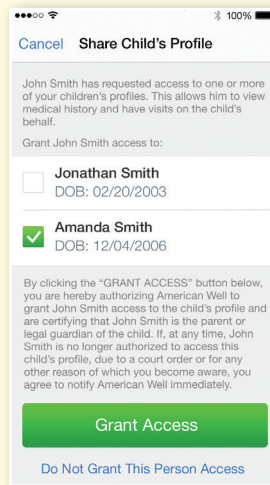 100%
Cancel Share Child's Profile
John Smith has requested access to one or more
of your children's profiles. This allows him to view
medical history and have visits on the child's
behalf.
Grant John Smith access to:
Jonathan Smith
DOB: 02/20/2003
Amanda Smith
DOB: 12/04/2006
By clicking the “GRANT ACCESS” button below,
you are hereby authorizing American Well to
grant John Smith access to the child's profile and
are certifying that John Smith is the parent or
legal guardian of the child. If, at any time, John
Smith is no longer authorized to access this
child's profile, due to a court order or for any
other reason of which you become aware, you
agree to notify American Well immediately.
Grant Access
Do Not Grant This Person Access